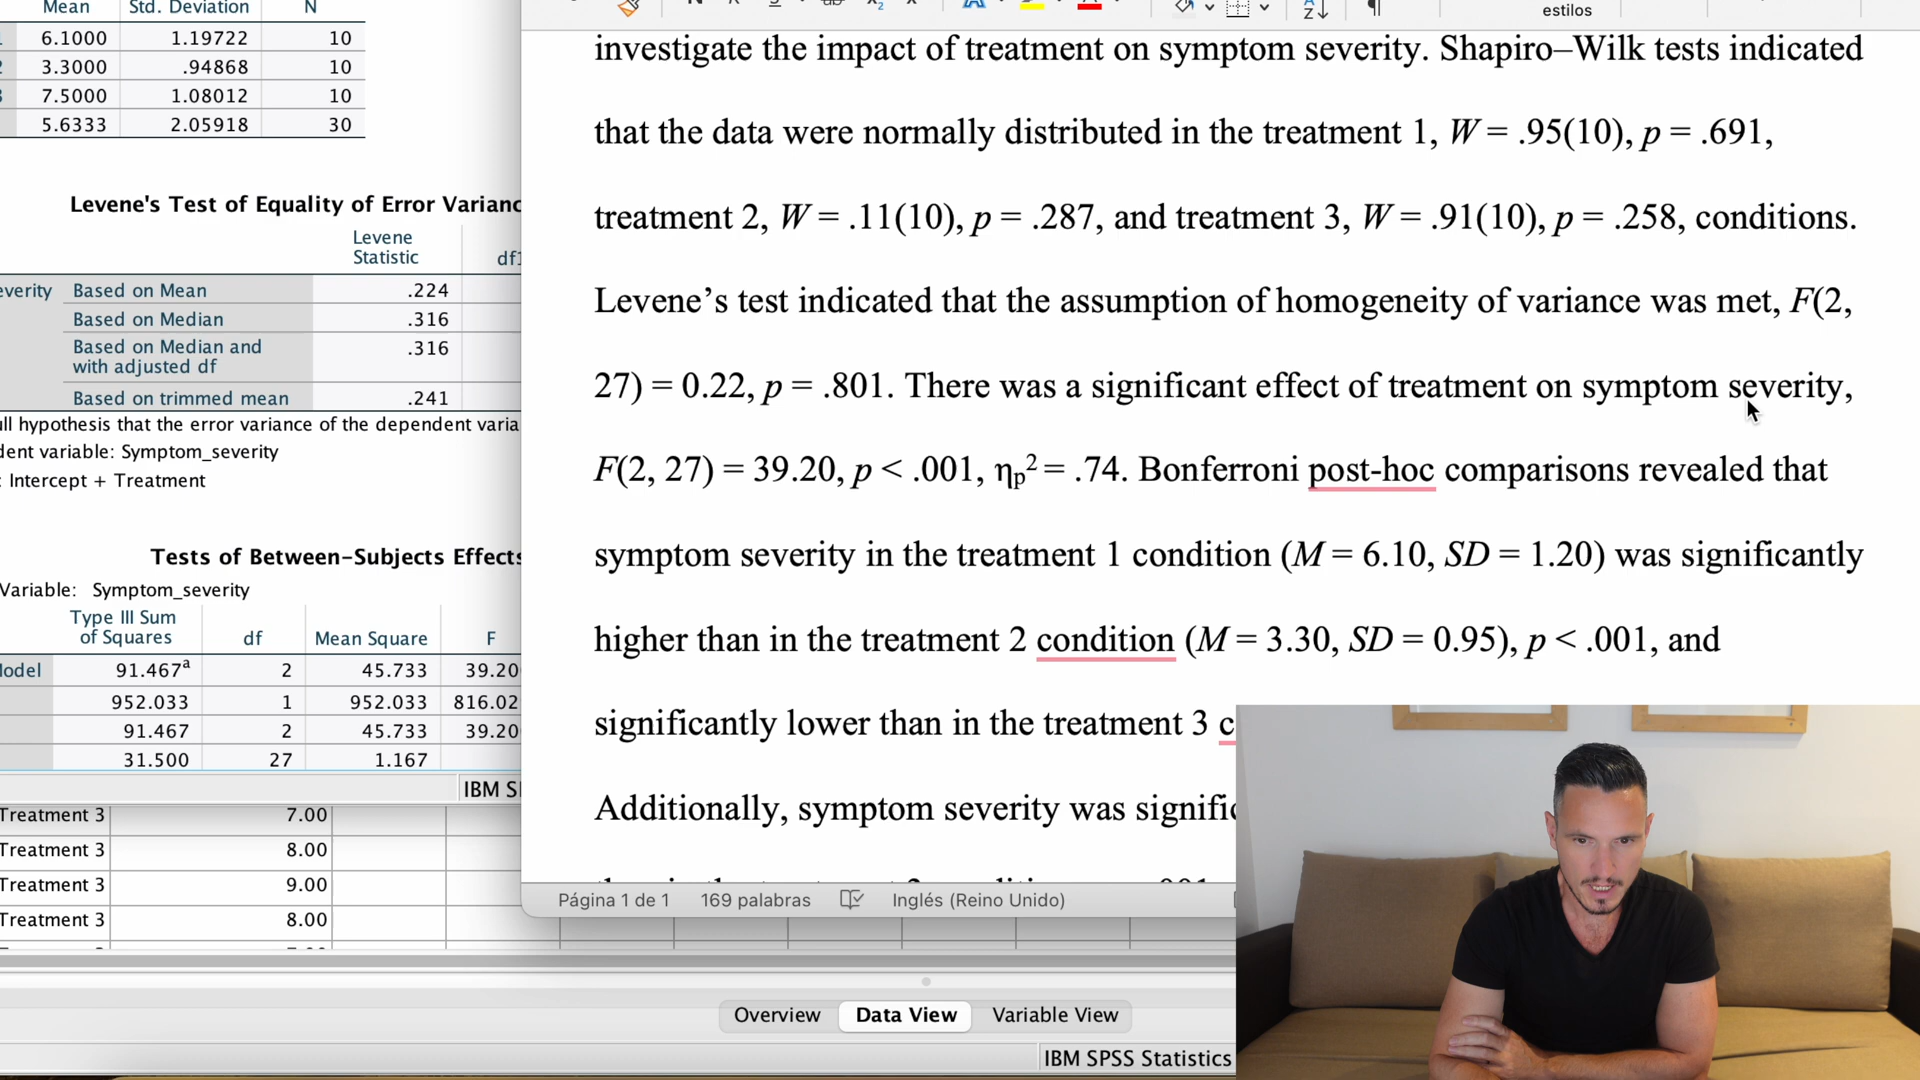 Mean Std. Deviation N
6.1000 1.19722 10
3.3000 .94868 10
7.5000 1.08012 10
5.6333 2.05918 30
Levene's Test of Equality of Error Varianc
Levene
Statistic df1
everity Based on Mean .224
Based on Median .316
Based on Median and
with adjusted df .316
Based on trimmed mean .241
ull hypothesis that the error variance of the dependent varia
dent variable: Symptom_severity
: Intercept + Treatment
Tests of Between-Subjects Effects
Variable: Symptom_severity
Type III Sum
of Squares df Mean Square F
Model 91.467a 2 45.733 39.20
952.033 1 952.033 816.02
91.467 2 45.733 39.20
31.500 27 1.167
IBM S
Treatment 3 7.00
Treatment 3 8.00
Treatment 3 9.00
Treatment 3 8.00
estilos
investigate the impact of treatment on symptom severity. Shapiro–Wilk tests indicated
that the data were normally distributed in the treatment 1, W = .95(10), p = .691,
treatment 2, W = .11(10), p = .287, and treatment 3, W = .91(10), p = .258, conditions.
Levene’s test indicated that the assumption of homogeneity of variance was met, F(2,
27) = 0.22, p = .801. There was a significant effect of treatment on symptom severity,
F(2, 27) = 39.20, p < .001, ηp2 = .74. Bonferroni post-hoc comparisons revealed that
symptom severity in the treatment 1 condition (M = 6.10, SD = 1.20) was significantly
higher than in the treatment 2 condition (M = 3.30, SD = 0.95), p < .001, and
significantly lower than in the treatment 3 c
Additionally, symptom severity was signific
Página 1 de 1 169 palabras Inglés (Reino Unido)
Overview Data View Variable View
IBM SPSS Statistics